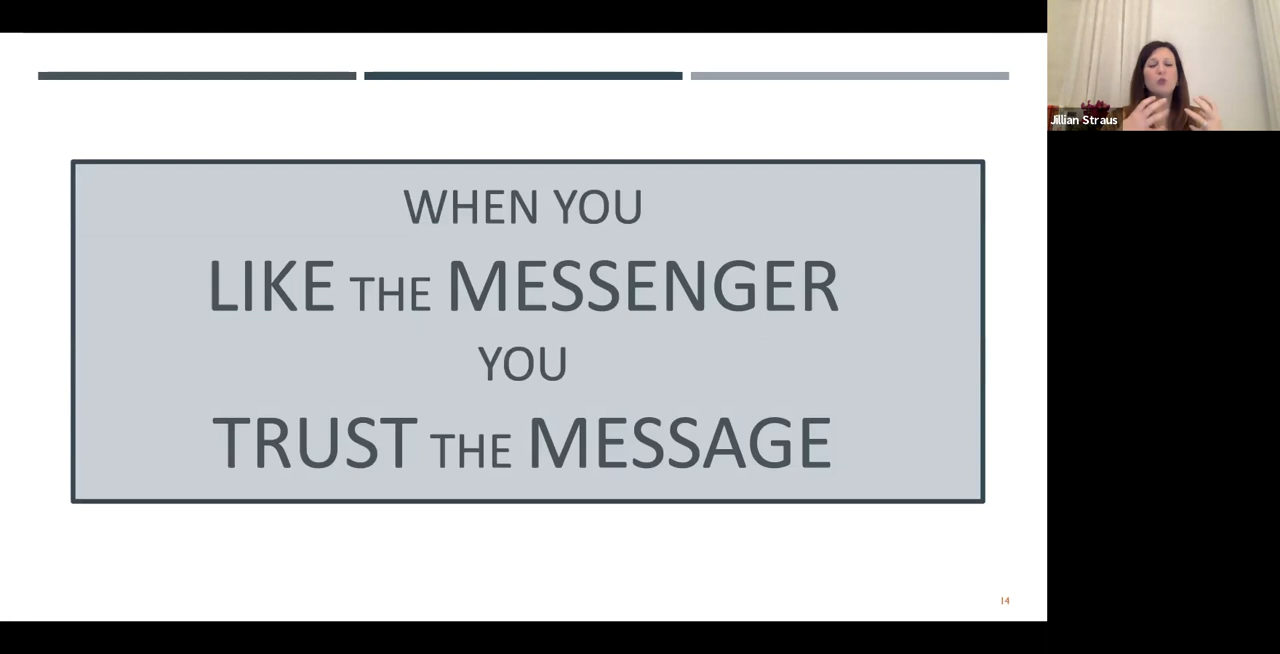 WHEN YOU
LIKE THE MESSENGER
YOU
TRUST THE MESSAGE
14
Jillian Straus